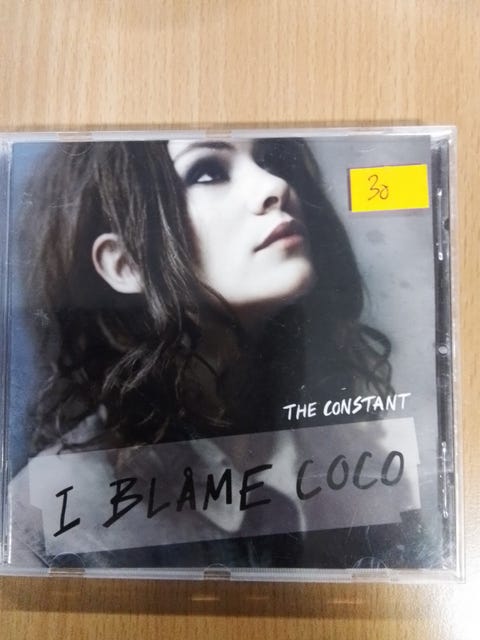 30
THE CONSTANT
I BLAME COCO